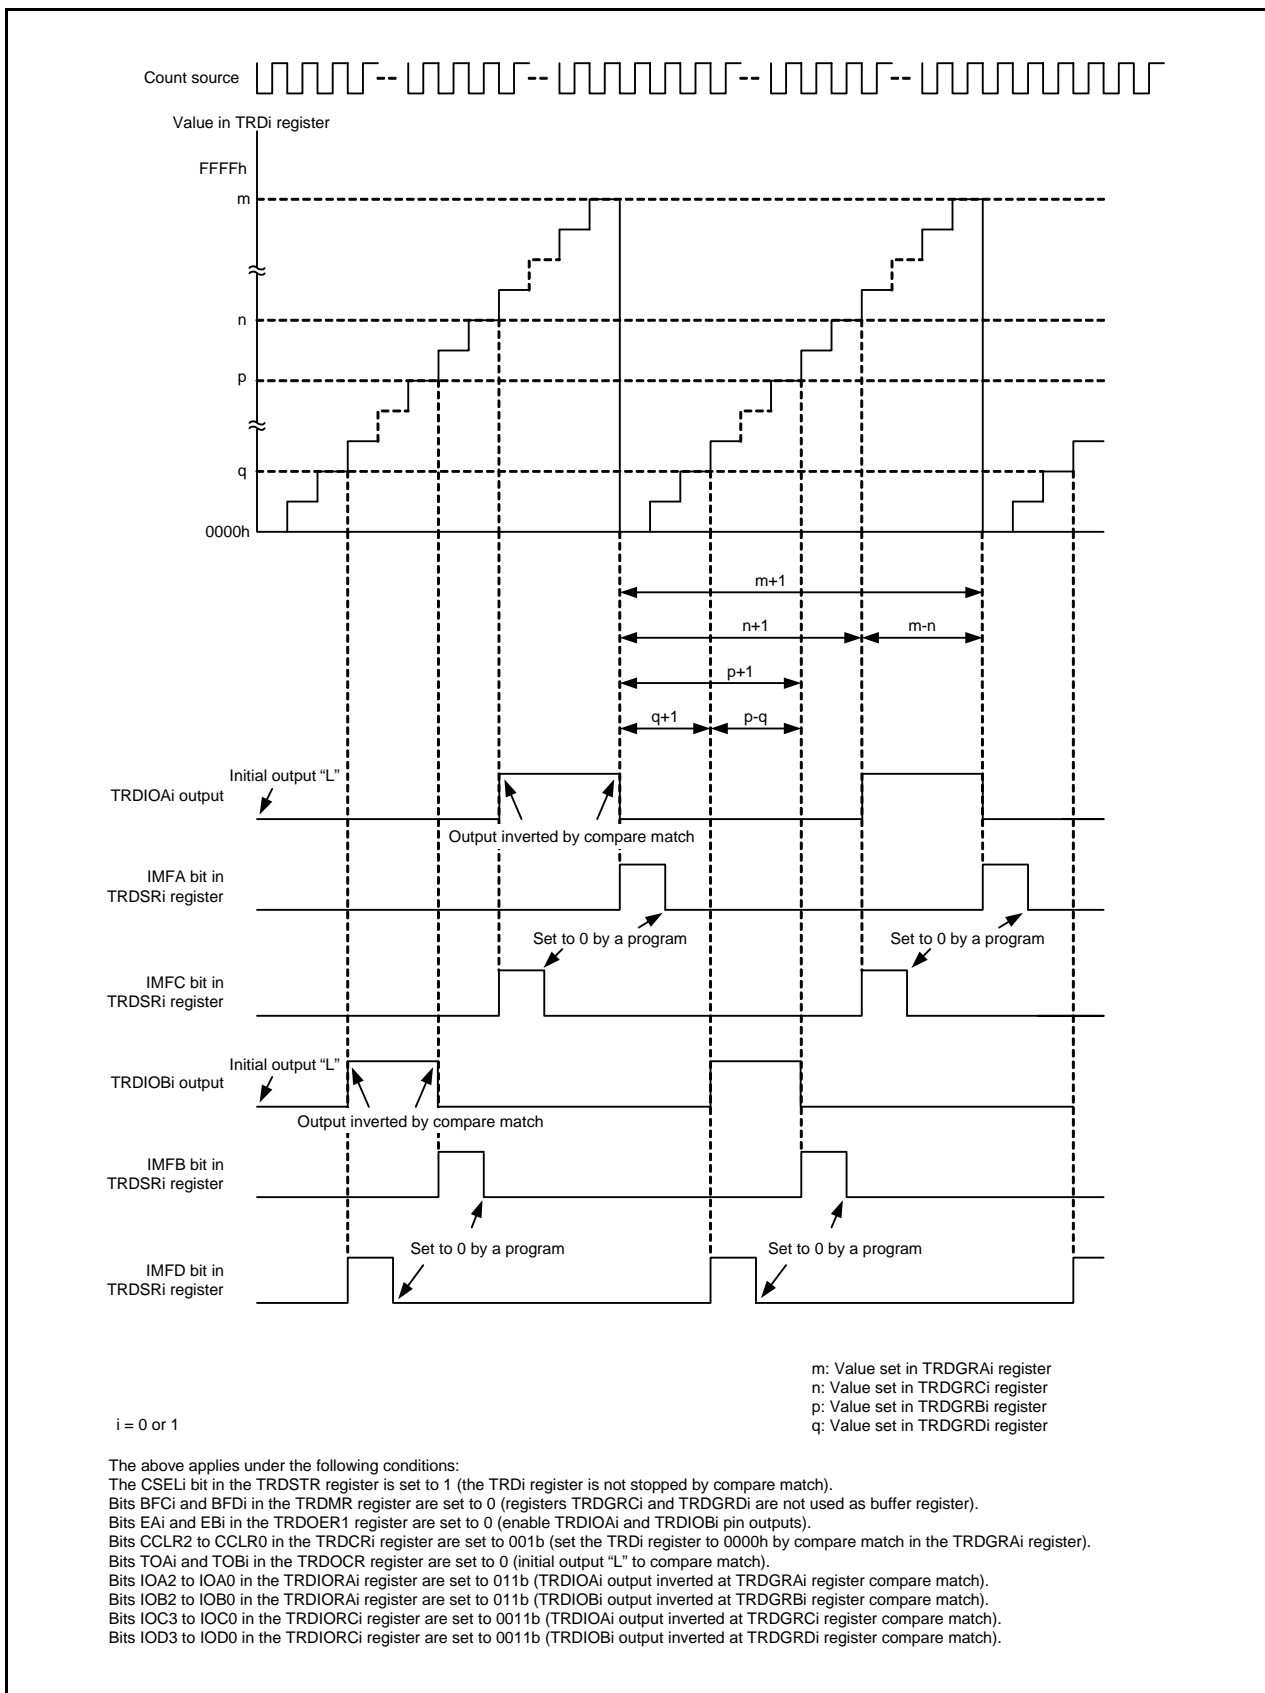 Count source
Value in TRDi register
FFFFh
m
n
p
q
0000h
m+1
n+1
m-n
p+1
q+1
p-q
Initial output “L”
TRDIOAi output
Output inverted by compare match
IMFA bit in
TRDSRi register
Set to 0 by a program
Set to 0 by a program
IMFC bit in
TRDSRi register
Initial output “L”
TRDIOBi output
Output inverted by compare match
IMFB bit in
TRDSRi register
Set to 0 by a program
Set to 0 by a program
IMFD bit in
TRDSRi register
m: Value set in TRDGRAi register
n: Value set in TRDGRCi register
p: Value set in TRDGRBi register
q: Value set in TRDGRDi register
i = 0 or 1
The above applies under the following conditions:
The CSELi bit in the TRDSTR register is set to 1 (the TRDi register is not stopped by compare match).
Bits BFCi and BFDi in the TRDMR register are set to 0 (registers TRDGRCi and TRDGRDi are not used as buffer register).
Bits EAi and EBi in the TRDOER1 register are set to 0 (enable TRDIOAi and TRDIOBi pin outputs).
Bits CCLR2 to CCLR0 in the TRDCRi register are set to 001b (set the TRDi register to 0000h by compare match in the TRDGRAi register).
Bits TOAi and TOBi in the TRDOCR register are set to 0 (initial output “L” to compare match).
Bits IOA2 to IOA0 in the TRDIORAi register are set to 011b (TRDIOAi output inverted at TRDGRAi register compare match).
Bits IOB2 to IOB0 in the TRDIORAi register are set to 011b (TRDIOBi output inverted at TRDGRBi register compare match).
Bits IOC3 to IOC0 in the TRDIORCi register are set to 0011b (TRDIOAi output inverted at TRDGRCi register compare match).
Bits IOD3 to IOD0 in the TRDIORCi register are set to 0011b (TRDIOBi output inverted at TRDGRDi register compare match).